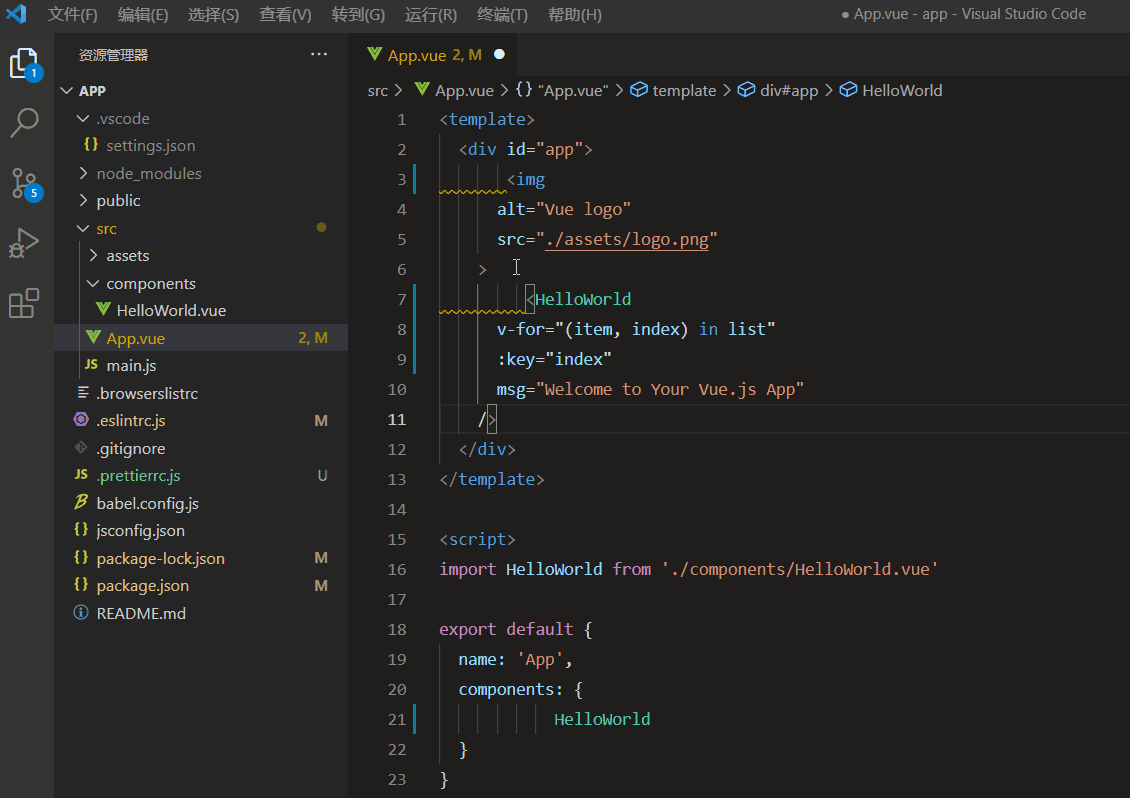 文件(F) 编辑(E) 选择(S) 查看(V) 转到(G) 运行(R) 终端(T) 帮助(H) ● App.vue - app - Visual Studio Code
资源管理器 ···
1
5
APP
.vscode
{} settings.json
node_modules
public
src
assets
components
HelloWorld.vue
App.vue 2, M
JS main.js
.browserslistrc
.eslintrc.js M
.gitignore
JS .prettierrc.js U
babel.config.js
{} jsconfig.json
{} package-lock.json M
{} package.json M
README.md
App.vue 2, M ●
src > App.vue > {} "App.vue" > template > div#app > HelloWorld
1 <template>
2 <div id="app">
3 <img
4 alt="Vue logo"
5 src="./assets/logo.png"
6 >
7 <HelloWorld
8 v-for="(item, index) in list"
9 :key="index"
10 msg="Welcome to Your Vue.js App"
11 />
12 </div>
13 </template>
14
15 <script>
16 import HelloWorld from './components/HelloWorld.vue'
17
18 export default {
19 name: 'App',
20 components: {
21 HelloWorld
22 }
23 }